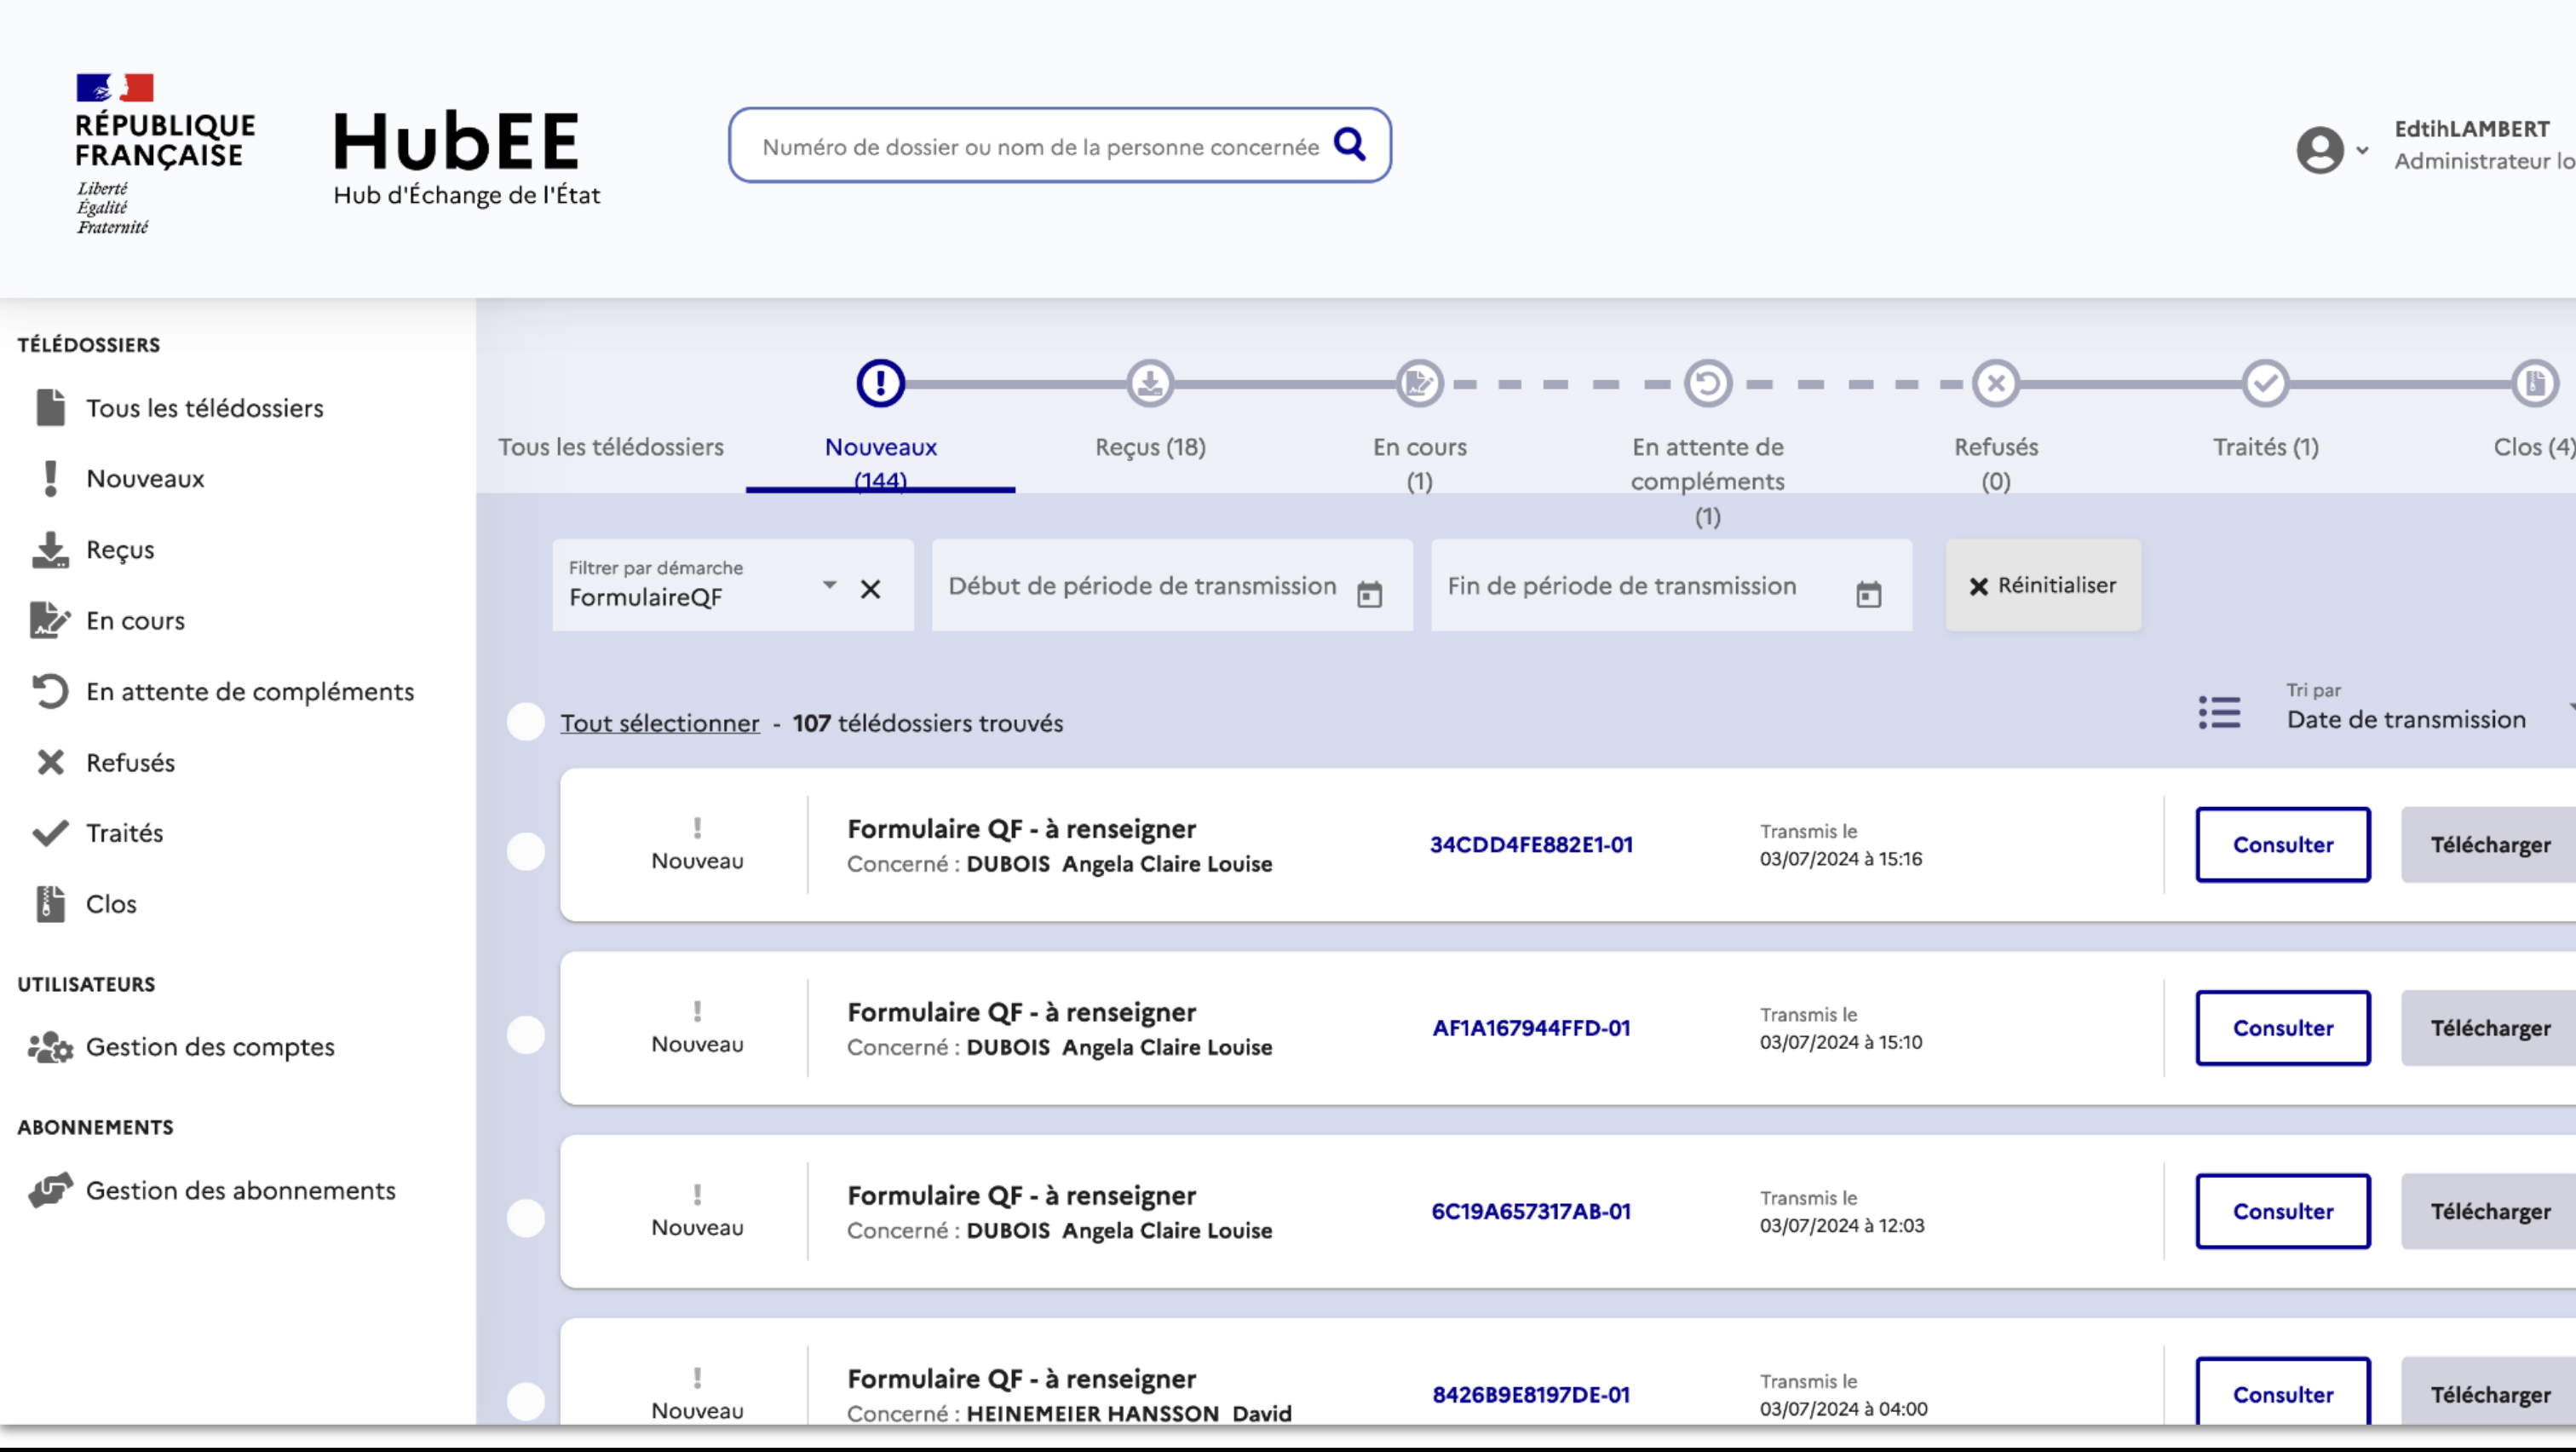 RÉPUBLIQUE
FRANÇAISE
Liberté
Égalité
Fraternité
HubEE
Hub d'Échange de l'État
Numéro de dossier ou nom de la personne concernée
EdtihLAMBERT
Administrateur lo
TÉLÉDOSSIERS
Tous les télédossiers
Nouveaux
Reçus
En cours
En attente de compléments
Refusés
Traités
Clos
UTILISATEURS
Gestion des comptes
ABONNEMENTS
Gestion des abonnements
Tous les télédossiers
Nouveaux
(144)
Reçus (18)
En cours
(1)
En attente de
compléments
(1)
Refusés
(0)
Traités (1)
Clos (4)
Filtrer par démarche
FormulaireQF
Début de période de transmission
Fin de période de transmission
Réinitialiser
Tout sélectionner - 107 télédossiers trouvés
Tri par
Date de transmission
Nouveau
Formulaire QF - à renseigner
Concerné : DUBOIS Angela Claire Louise
34CDD4FE882E1-01
Transmis le
03/07/2024 à 15:16
Consulter
Télécharger
Nouveau
Formulaire QF - à renseigner
Concerné : DUBOIS Angela Claire Louise
AF1A167944FFD-01
Transmis le
03/07/2024 à 15:10
Consulter
Télécharger
Nouveau
Formulaire QF - à renseigner
Concerné : DUBOIS Angela Claire Louise
6C19A657317AB-01
Transmis le
03/07/2024 à 12:03
Consulter
Télécharger
Nouveau
Formulaire QF - à renseigner
Concerné : HEINEMEIER HANSSON David
8426B9E8197DE-01
Transmis le
03/07/2024 à 04:00
Consulter
Télécharger